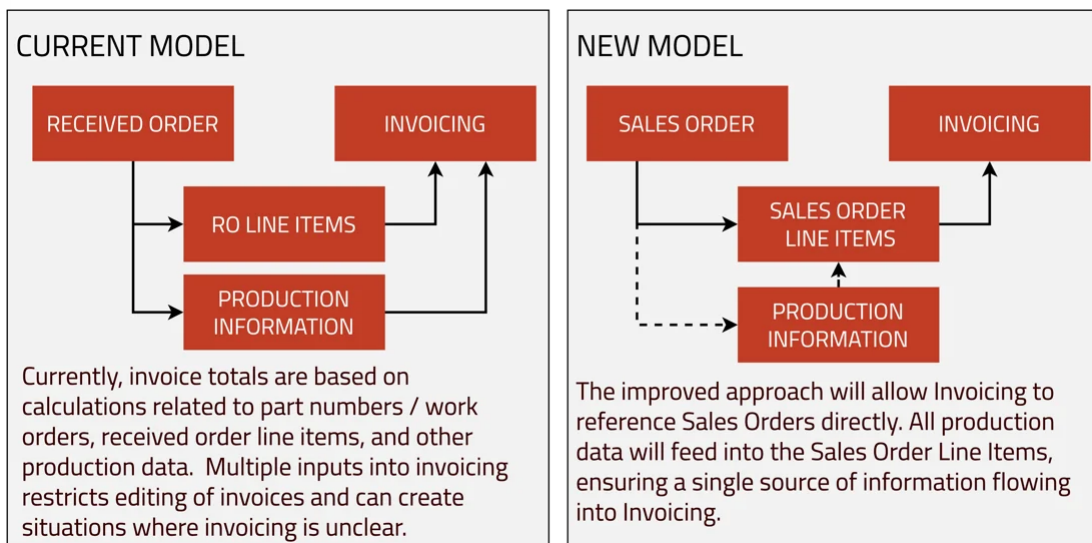 CURRENT MODEL
RECEIVED ORDER
INVOICING
RO LINE ITEMS
PRODUCTION
INFORMATION
Currently, invoice totals are based on
calculations related to part numbers / work
orders, received order line items, and other
production data.  Multiple inputs into invoicing
restricts editing of invoices and can create
situations where invoicing is unclear.
NEW MODEL
SALES ORDER
INVOICING
SALES ORDER
LINE ITEMS
PRODUCTION
INFORMATION
The improved approach will allow Invoicing to
reference Sales Orders directly. All production
data will feed into the Sales Order Line Items,
ensuring a single source of information flowing
into Invoicing.